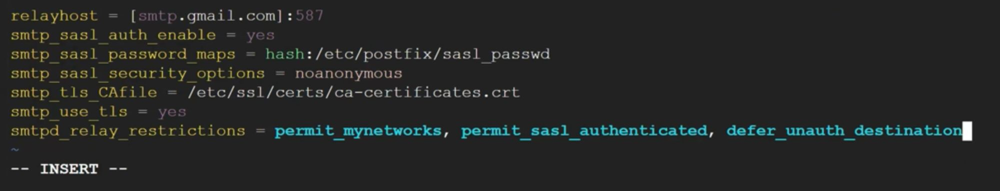 relayhost = [smtp.gmail.com]:587
smtp_sasl_auth_enable = yes
smtp_sasl_password_maps = hash:/etc/postfix/sasl_passwd
smtp_sasl_security_options = noanonymous
smtp_tls_CAfile = /etc/ssl/certs/ca-certificates.crt
smtp_use_tls = yes
smtpd_relay_restrictions = permit_mynetworks, permit_sasl_authenticated, defer_unauth_destination
~
-- INSERT --